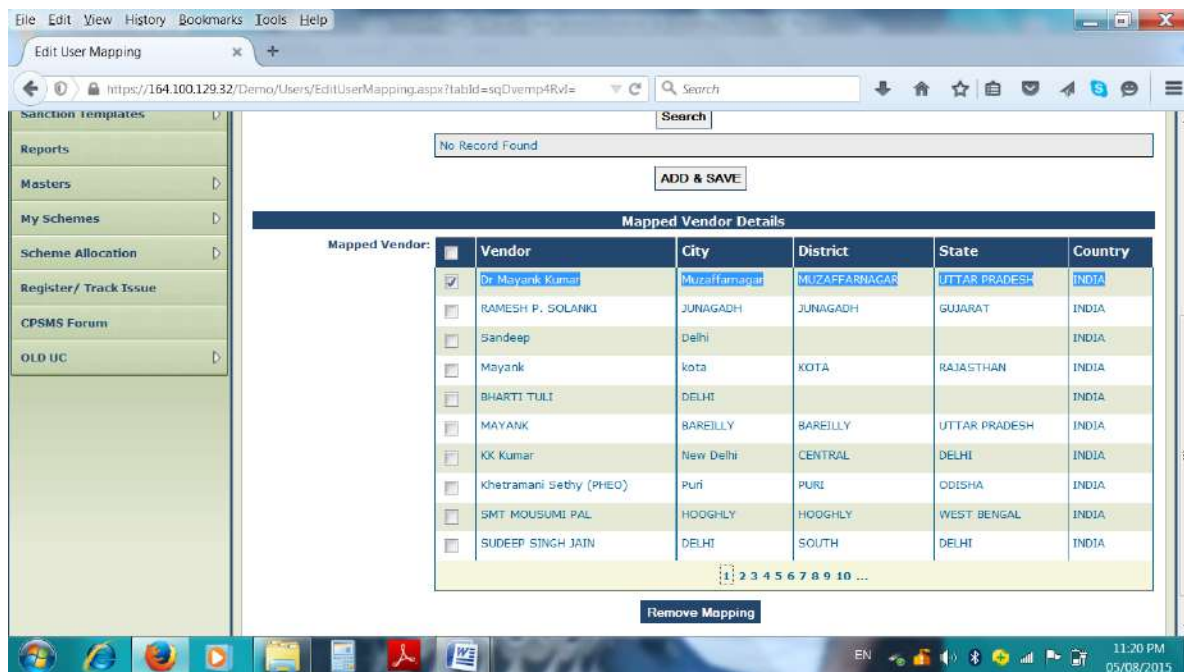 File Edit View History Bookmarks Tools Help
Edit User Mapping
https://164.100.129.32/Demo/Users/EditUserMapping.aspx?tabId=sqDvemp4RvI= Search
Sanction Templates
Search
Reports
No Record Found
Masters
ADD & SAVE
My Schemes
Mapped Vendor Details
Scheme Allocation
Mapped Vendor: Vendor City District State Country
Register/ Track Issue
Dr Mayank Kumar Muzaffarnagar MUZAFFARNAGAR UTTAR PRADESH INDIA
RAMESH P. SOLANKI JUNAGADH JUNAGADH GUJARAT INDIA
CPSMS Forum
Sandeep Delhi INDIA
OLD UC
Mayank kota KOTA RAJASTHAN INDIA
BHARTI TULI DELHI INDIA
MAYANK BAREILLY BAREILLY UTTAR PRADESH INDIA
KK Kumar New Delhi CENTRAL DELHI INDIA
Khetramani Sethy (PHEO) Puri PURI ODISHA INDIA
SMT MOUSUMI PAL HOOGHLY HOOGHLY WEST BENGAL INDIA
SUDEEP SINGH JAIN DELHI SOUTH DELHI INDIA
1 2 3 4 5 6 7 8 9 10 ...
Remove Mapping
EN 11:20 PM
05/08/2015